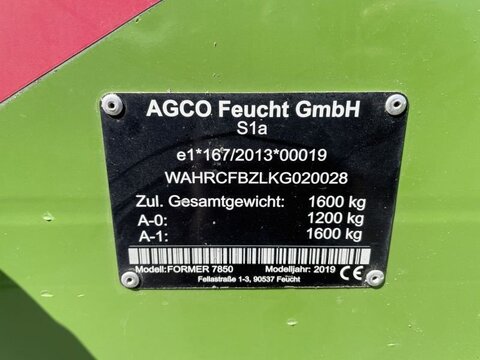 AGCO Feucht GmbH
S1a
e1*167/2013*00019
WAHRCFBZLKG020028
Zul. Gesamtgewicht: 1600 kg
A-0: 1200 kg
A-1: 1600 kg
Modell: FORMER 7850 Modelljahr: 2019 CE
Fellastraße 1-3, 90537 Feucht